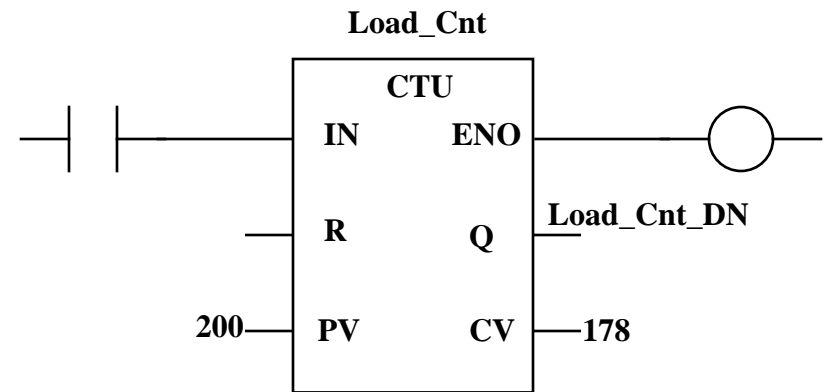 Load_Cnt
CTU
IN ENO
R Q Load_Cnt_DN
200 PV CV 178